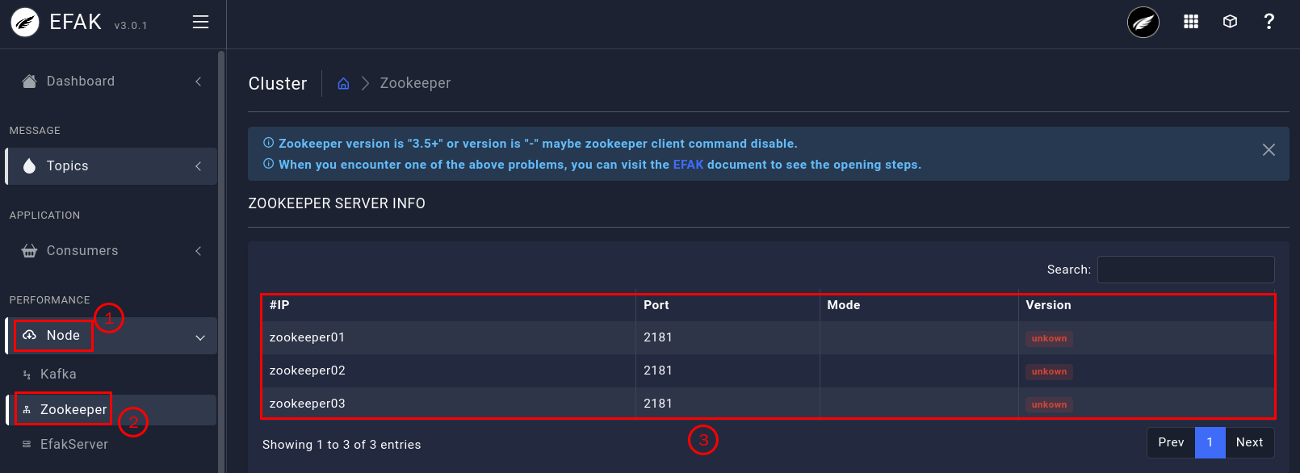 EFAK v3.0.1
Dashboard
MESSAGE
Topics
APPLICATION
Consumers
PERFORMANCE
1
Node
Kafka
Zookeeper
2
EfakServer
?
Cluster Zookeeper
Zookeeper version is "3.5+" or version is "-" maybe zookeeper client command disable.
When you encounter one of the above problems, you can visit the EFAK document to see the opening steps.
ZOOKEEPER SERVER INFO
Search:
#IP Port Mode Version
zookeeper01 2181 unkown
zookeeper02 2181 unkown
zookeeper03 2181 unkown
3
Showing 1 to 3 of 3 entries
Prev 1 Next